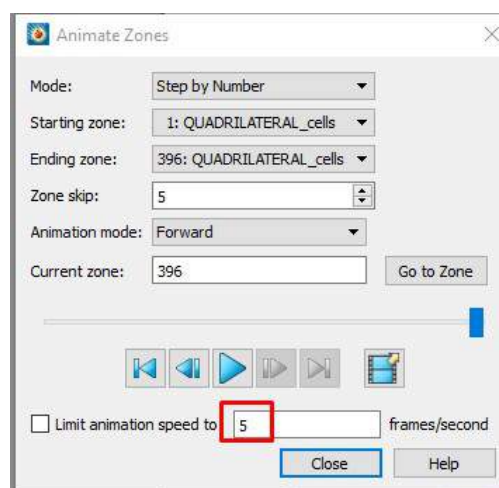 Animate Zones
Mode: Step by Number
Starting zone: 1: QUADRILATERAL_cells
Ending zone: 396: QUADRILATERAL_cells
Zone skip: 5
Animation mode: Forward
Current zone: 396 Go to Zone
Limit animation speed to 5 frames/second
Close Help